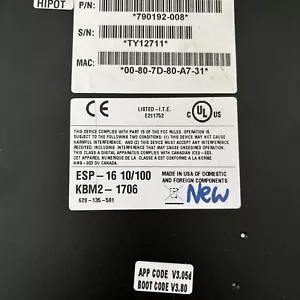 HIPOT
P/N:
*790192-008*
S/N:
*TY12711*
MAC:
*00-80-7D-80-A7-31*
CE
LISTED-I.T.E.
E211752
C UL US
THIS DEVICE COMPLIES WITH PART 15 OF THE FCC RULES. OPERATION IS
SUBJECT TO THE FOLLOWING TWO CONDITIONS: (1) THIS DEVICE MAY NOT CAUSE
HARMFUL INTERFERENCE, AND (2) THIS DEVICE MUST ACCEPT ANY INTERFERENCE
RECEIVED, INCLUDING INTERFERENCE THAT MAY CAUSE UNDESIRED OPERATION.
THIS CLASS A DIGITAL APPARATUS COMPLIES WITH CANADIAN ICES-003.
CET APPAREIL NUMERIQUE DE LA CLASSE A EST CONFORME A LA NORME
NMB-003 DU CANADA.
ESP-16 10/100
KBM2-1706
620-135-501
MADE IN USA OF DOMESTIC
AND FOREIGN COMPONENTS
New
APP CODE V3.05d
BOOT CODE V3.80